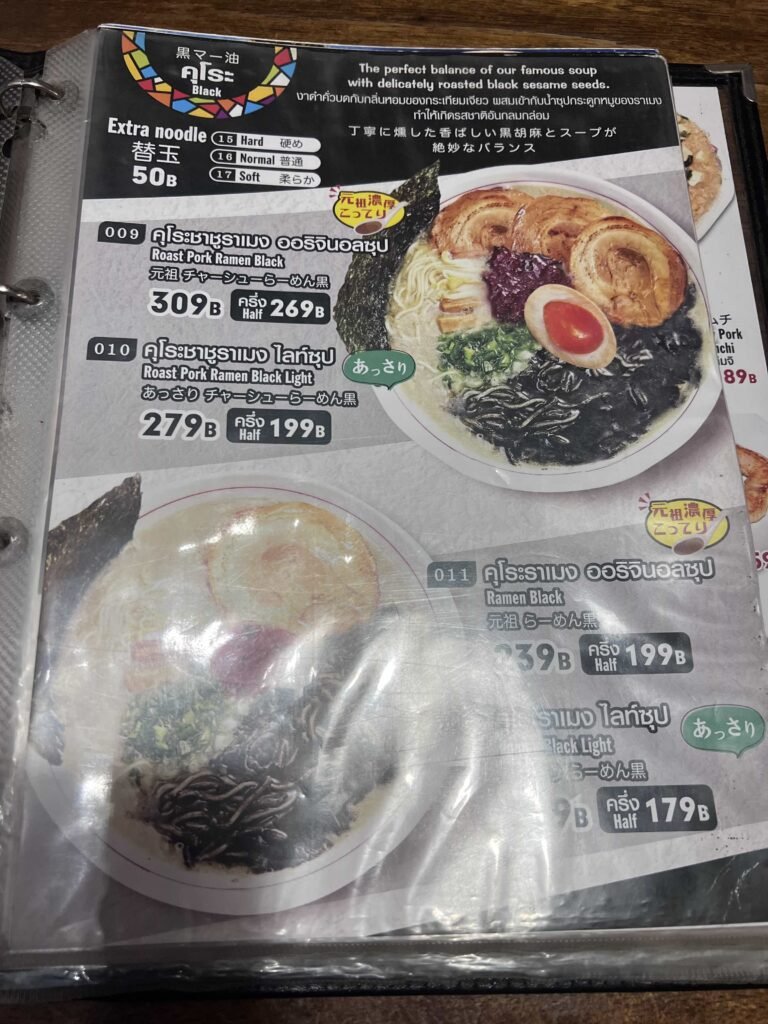 黒マー油
คุโระ
Black
The perfect balance of our famous soup
with delicately roasted black sesame seeds.
งาดำคั่วบดกับกลิ่นหอมของกระเทียมเจียว ผสมเข้ากับน้ำซุปกระดูกหมูของราเมง
ทำให้เกิดรสชาติอันกลมกล่อม
丁寧に燻した香ばしい黒胡麻とスープが
絶妙なバランス
Extra noodle
替玉
50B
15 Hard 硬め
16 Normal 普通
17 Soft 柔らか
元祖濃厚
こってり
009 คุโระชาชูราเมง ออริจินอลซุป
Roast Pork Ramen Black
元祖 チャーシューらーめん黒
309B ครึ่ง Half 269B
010 คุโระชาชูราเมง ไลท์ซุป
Roast Pork Ramen Black Light
あっさり チャーシューらーめん黒
あっさり
279B ครึ่ง Half 199B
元祖濃厚
こってり
011 คุโระราเมง ออริจินอลซุป
Ramen Black
元祖 らーめん黒
239B ครึ่ง Half 199B
ราเมง ไลท์ซุป
Black Light
らーめん黒
あっさり
9B ครึ่ง Half 179B
ムチ
Pork
89B